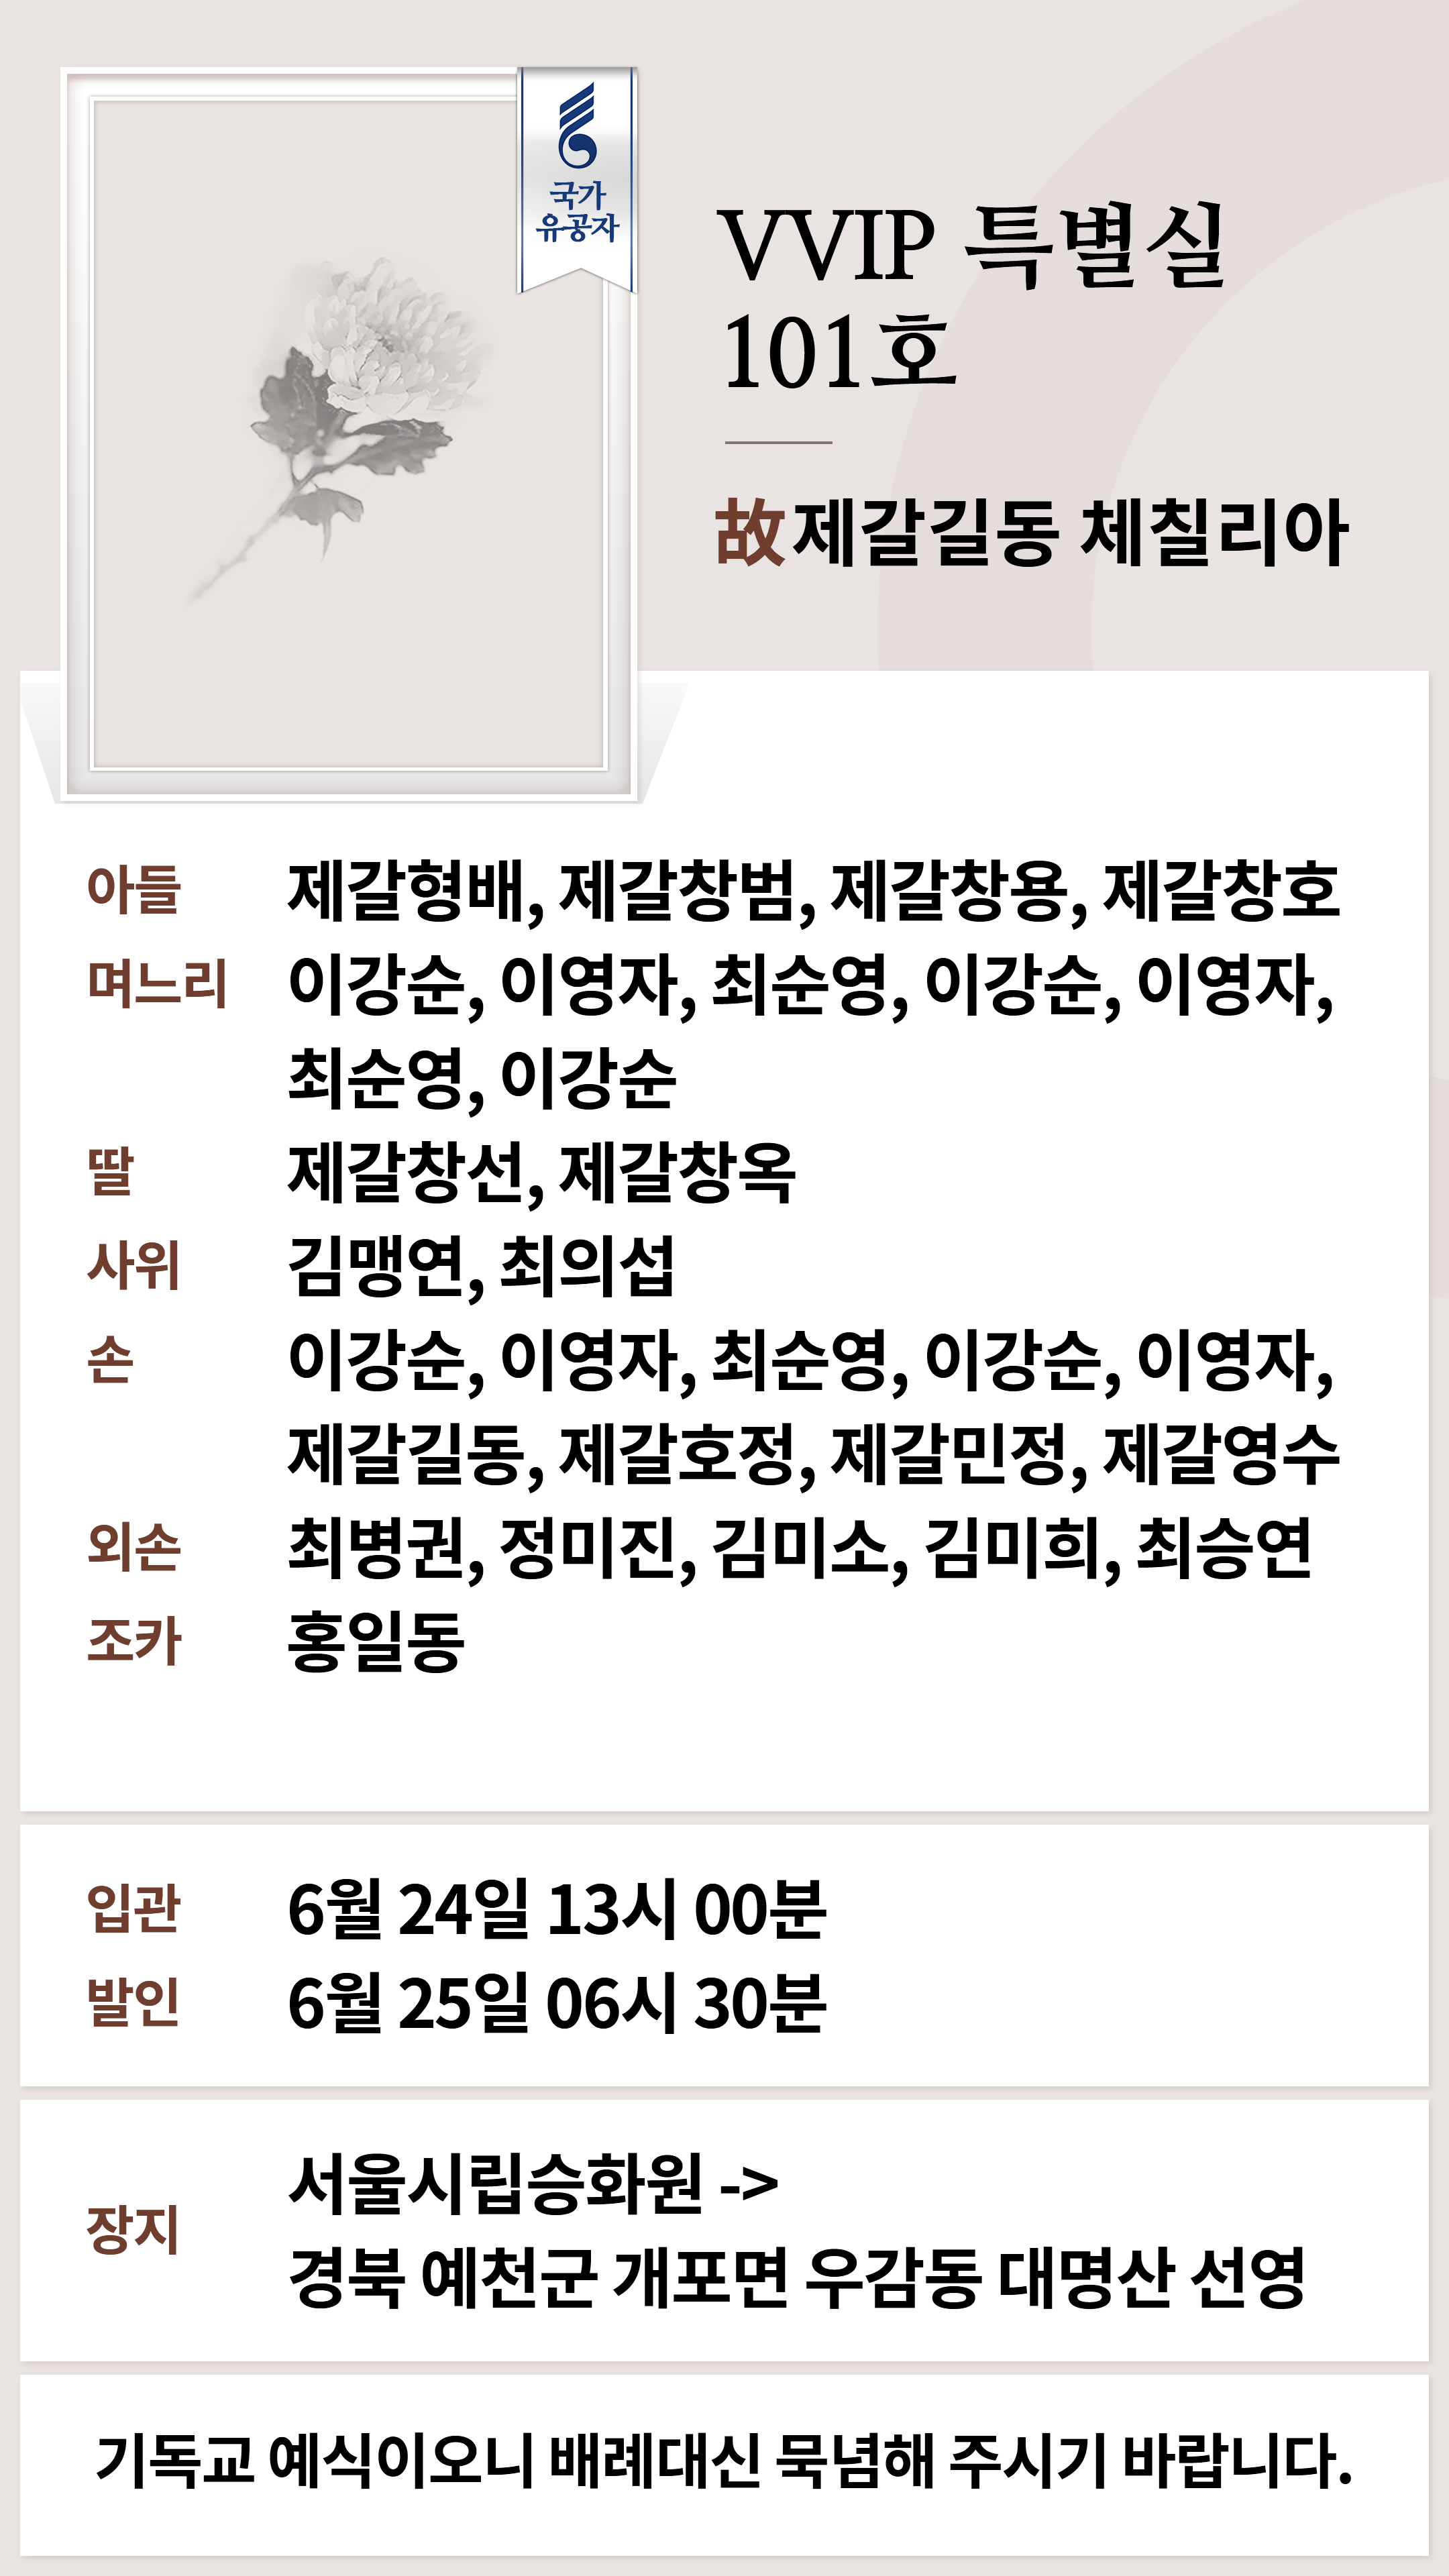 국가
유공자
VVIP 특별실
101호
故제갈길동 체칠리아
아들 제갈형배, 제갈창범, 제갈창용, 제갈창호
며느리 이강순, 이영자, 최순영, 이강순, 이영자,
최순영, 이강순
딸 제갈창선, 제갈창옥
사위 김맹연, 최의섭
손 이강순, 이영자, 최순영, 이강순, 이영자,
제갈길동, 제갈호정, 제갈민정, 제갈영수
외손 최병권, 정미진, 김미소, 김미희, 최승연
조카 홍일동
입관 6월 24일 13시 00분
발인 6월 25일 06시 30분
장지 서울시립승화원 ->
경북 예천군 개포면 우감동 대명산 선영
기독교 예식이오니 배례대신 묵념해 주시기 바랍니다.